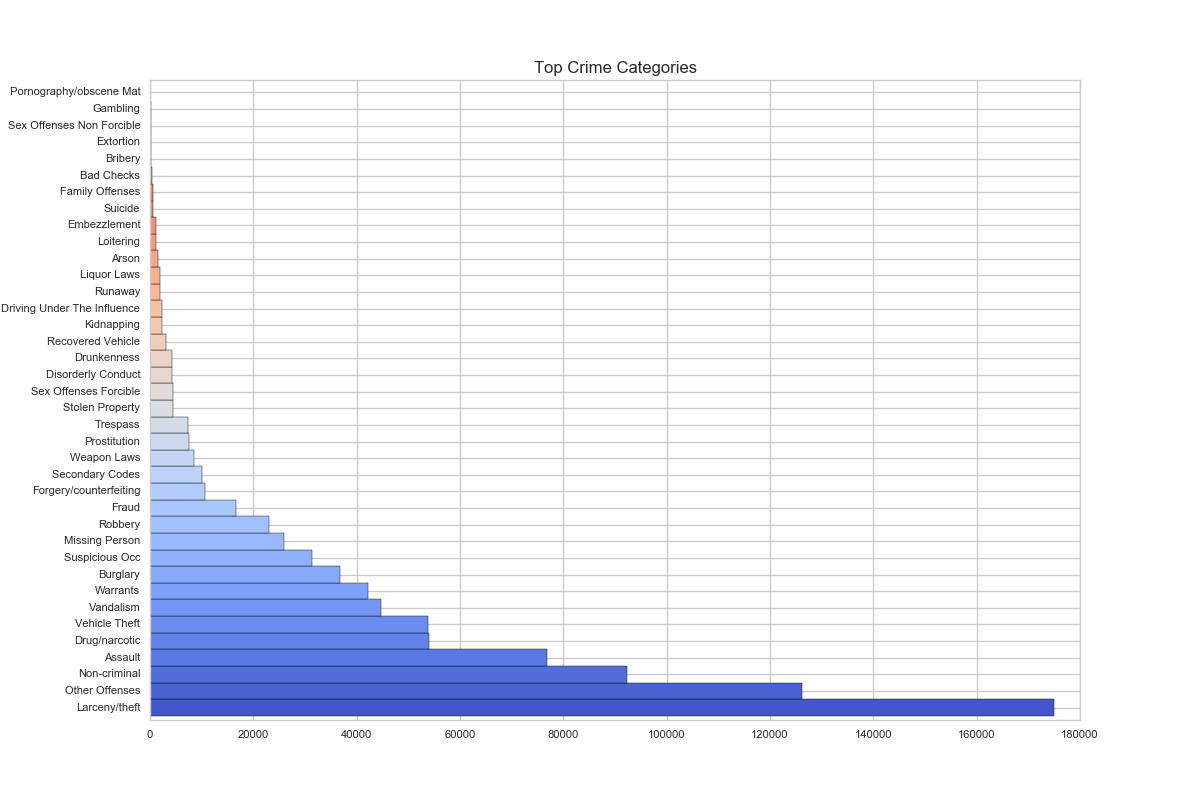 Top Crime Categories
Pornography/obscene Mat
Gambling
Sex Offenses Non Forcible
Extortion
Bribery
Bad Checks
Family Offenses
Suicide
Embezzlement
Loitering
Arson
Liquor Laws
Runaway
Driving Under The Influence
Kidnapping
Recovered Vehicle
Drunkenness
Disorderly Conduct
Sex Offenses Forcible
Stolen Property
Trespass
Prostitution
Weapon Laws
Secondary Codes
Forgery/counterfeiting
Fraud
Robbery
Missing Person
Suspicious Occ
Burglary
Warrants
Vandalism
Vehicle Theft
Drug/narcotic
Assault
Non-criminal
Other Offenses
Larceny/theft
0 20000 40000 60000 80000 100000 120000 140000 160000 180000